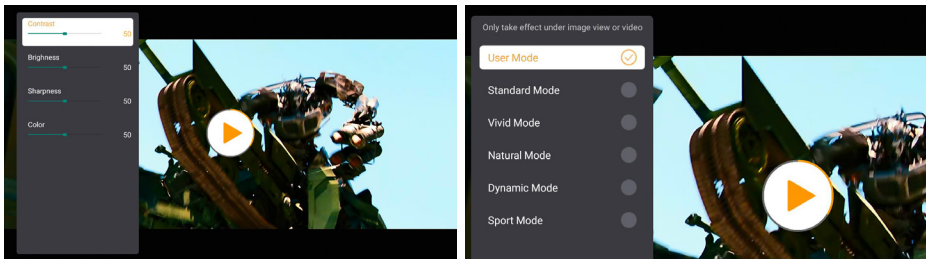 Contrast
50
Brighness
50
Sharpness
50
Color
50
Only take effect under image view or video
User Mode
Standard Mode
Vivid Mode
Natural Mode
Dynamic Mode
Sport Mode